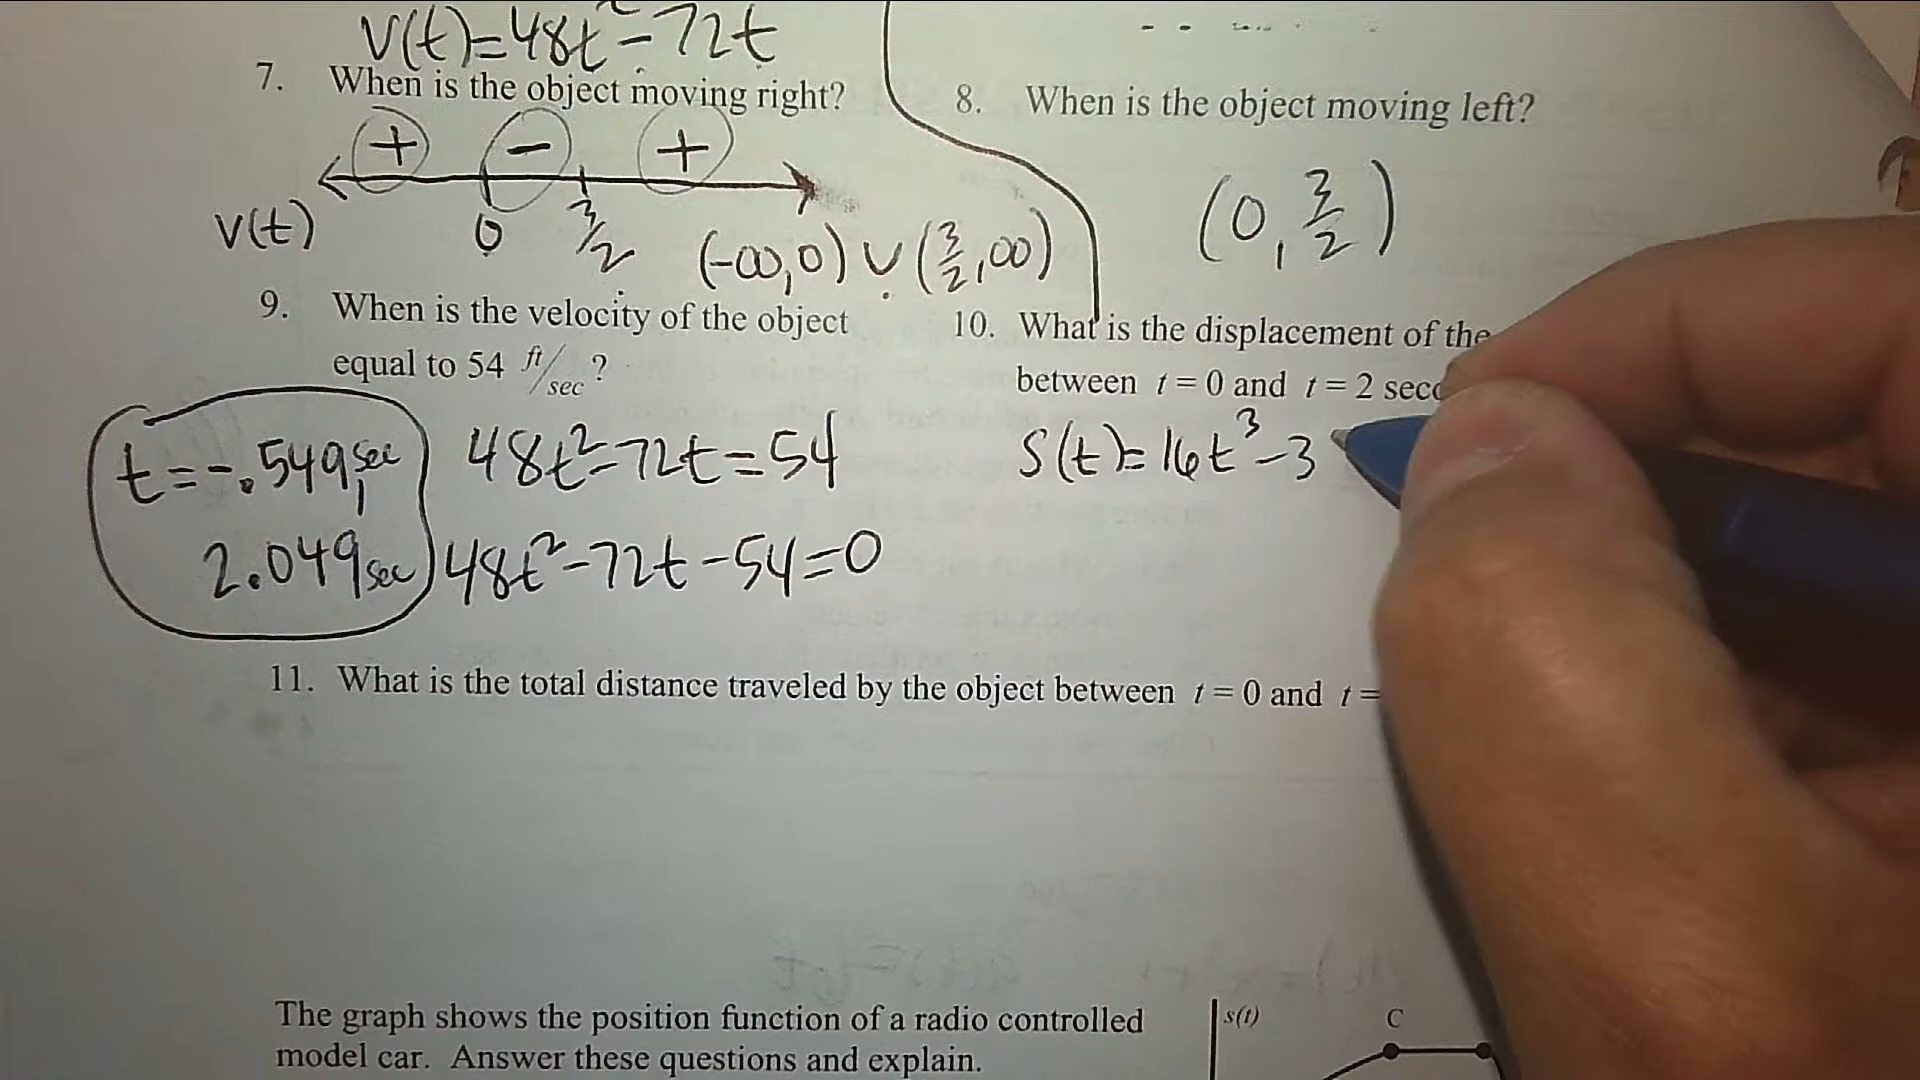 v(t)=48t²-72t
7. When is the object moving right?
+ - +
v(t) 0 3/2 (-∞,0) ∪ (3/2,∞)
8. When is the object moving left?
(0, 3/2)
9. When is the velocity of the object
equal to 54 ft/sec ?
t=-.549sec, 48t²-72t=54
2.049sec 48t²-72t-54=0
10. What is the displacement of the
between t = 0 and t = 2
s(t)=16t³-3
11. What is the total distance traveled by the object between t = 0 and t =
The graph shows the position function of a radio controlled
model car. Answer these questions and explain.
s(t) C